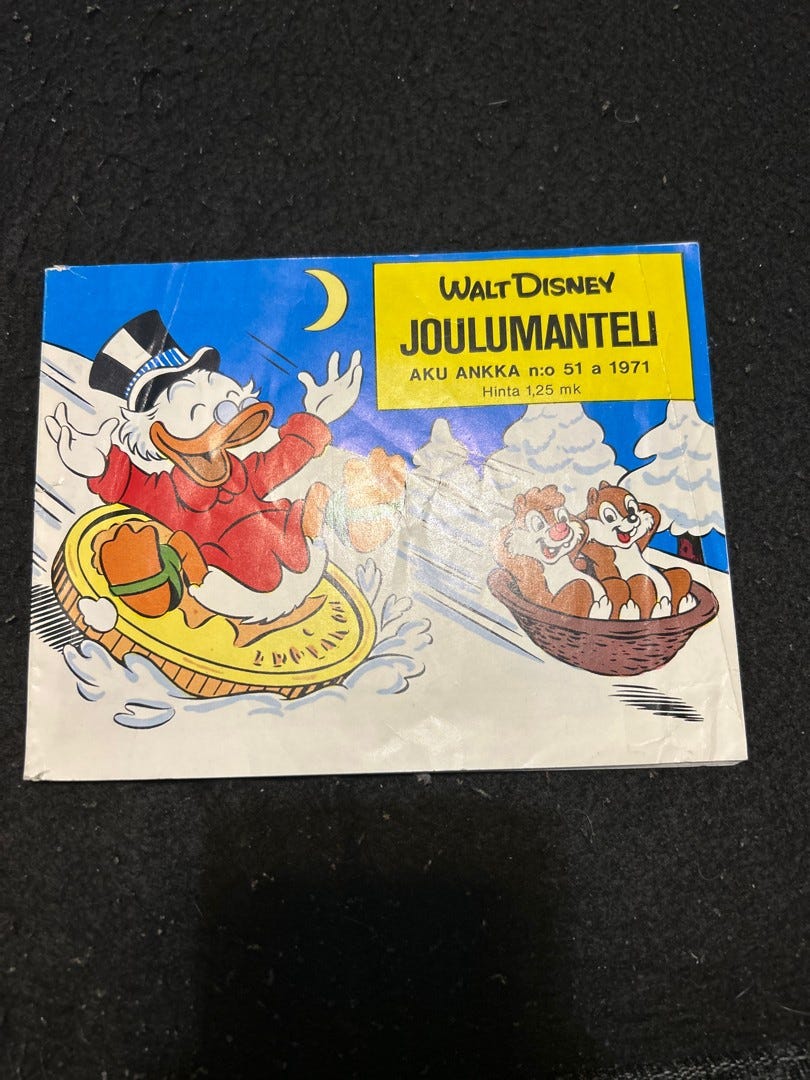 WALT DISNEY
JOULUMANTELI
AKU ANKKA n:o 51 a 1971
Hinta 1,25 mk